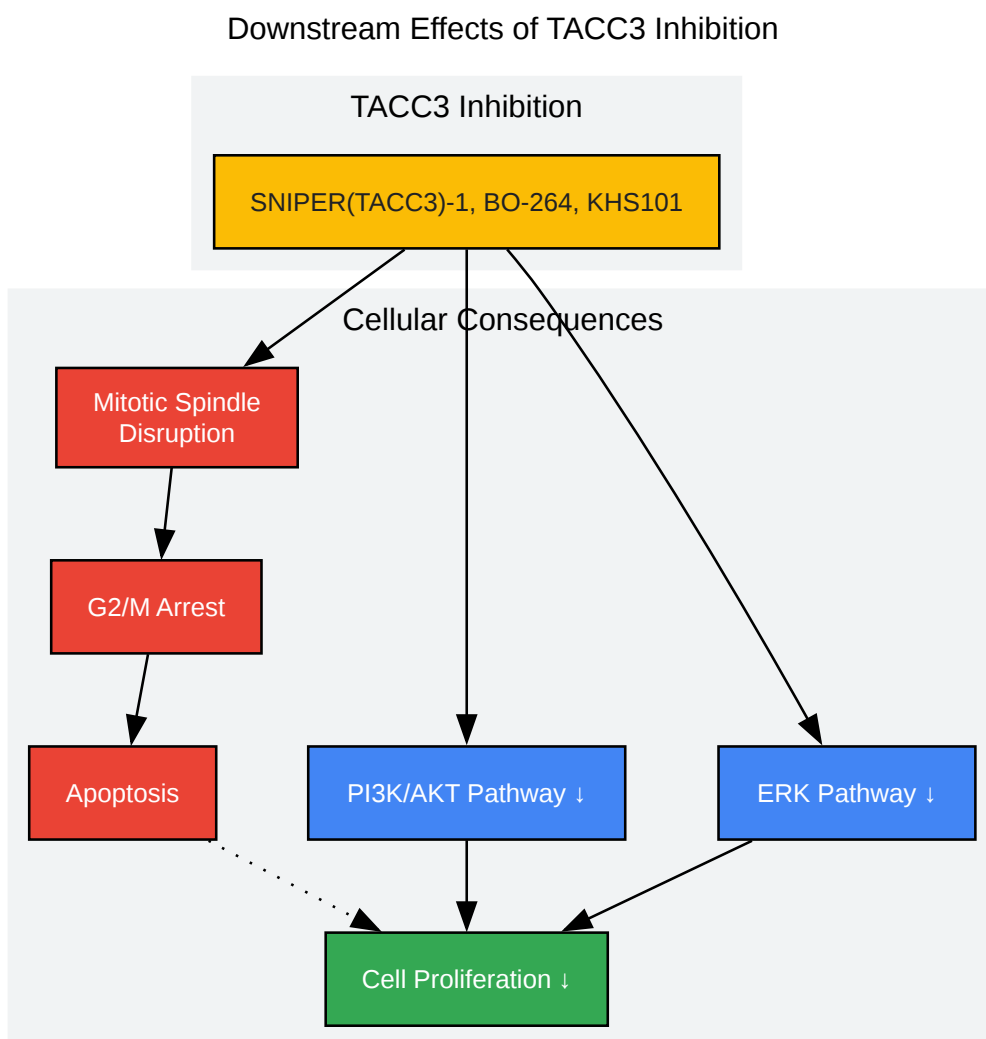 Downstream Effects of TACC3 Inhibition
TACC3 Inhibition
SNIPER(TACC3)-1, BO-264, KHS101
Cellular Consequences
Mitotic Spindle
Disruption
G2/M Arrest
Apoptosis
PI3K/AKT Pathway ↓
ERK Pathway ↓
Cell Proliferation ↓